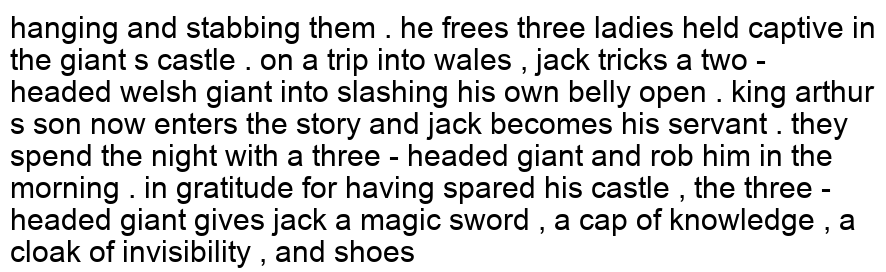 hanging and stabbing them . he frees three ladies held captive in
the giant s castle . on a trip into wales , jack tricks a two -
headed welsh giant into slashing his own belly open . king arthur
s son now enters the story and jack becomes his servant . they
spend the night with a three - headed giant and rob him in the
morning . in gratitude for having spared his castle , the three -
headed giant gives jack a magic sword , a cap of knowledge , a
cloak of invisibility , and shoes